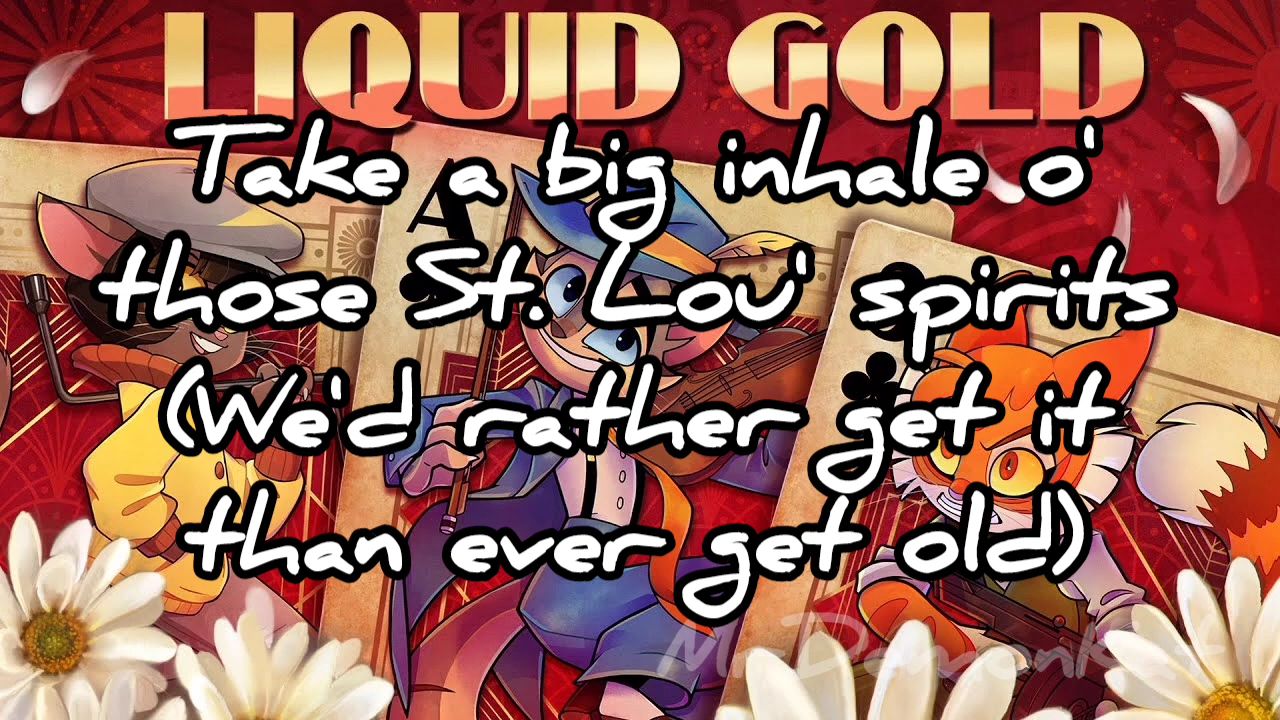 LIQUID GOLD
Take a big inhale o'
A
those St. Lou' spirits
(We'd rather get it
than ever get old)